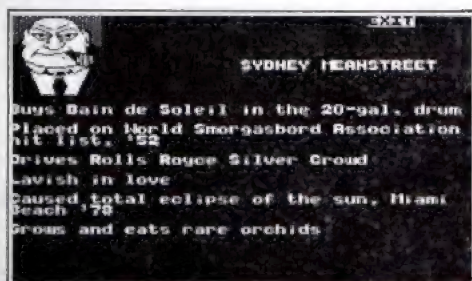 EXIT
SYDNEY MEANSTREET
Buys Bain de Soleil in the 20-gal. drum
Placed on World Smorgasbord Association
hit list, '52
Drives Rolls Royce Silver Crowd
Lavish in love
Caused total eclipse of the sun, Miami
Beach '78
Grows and eats rare orchids